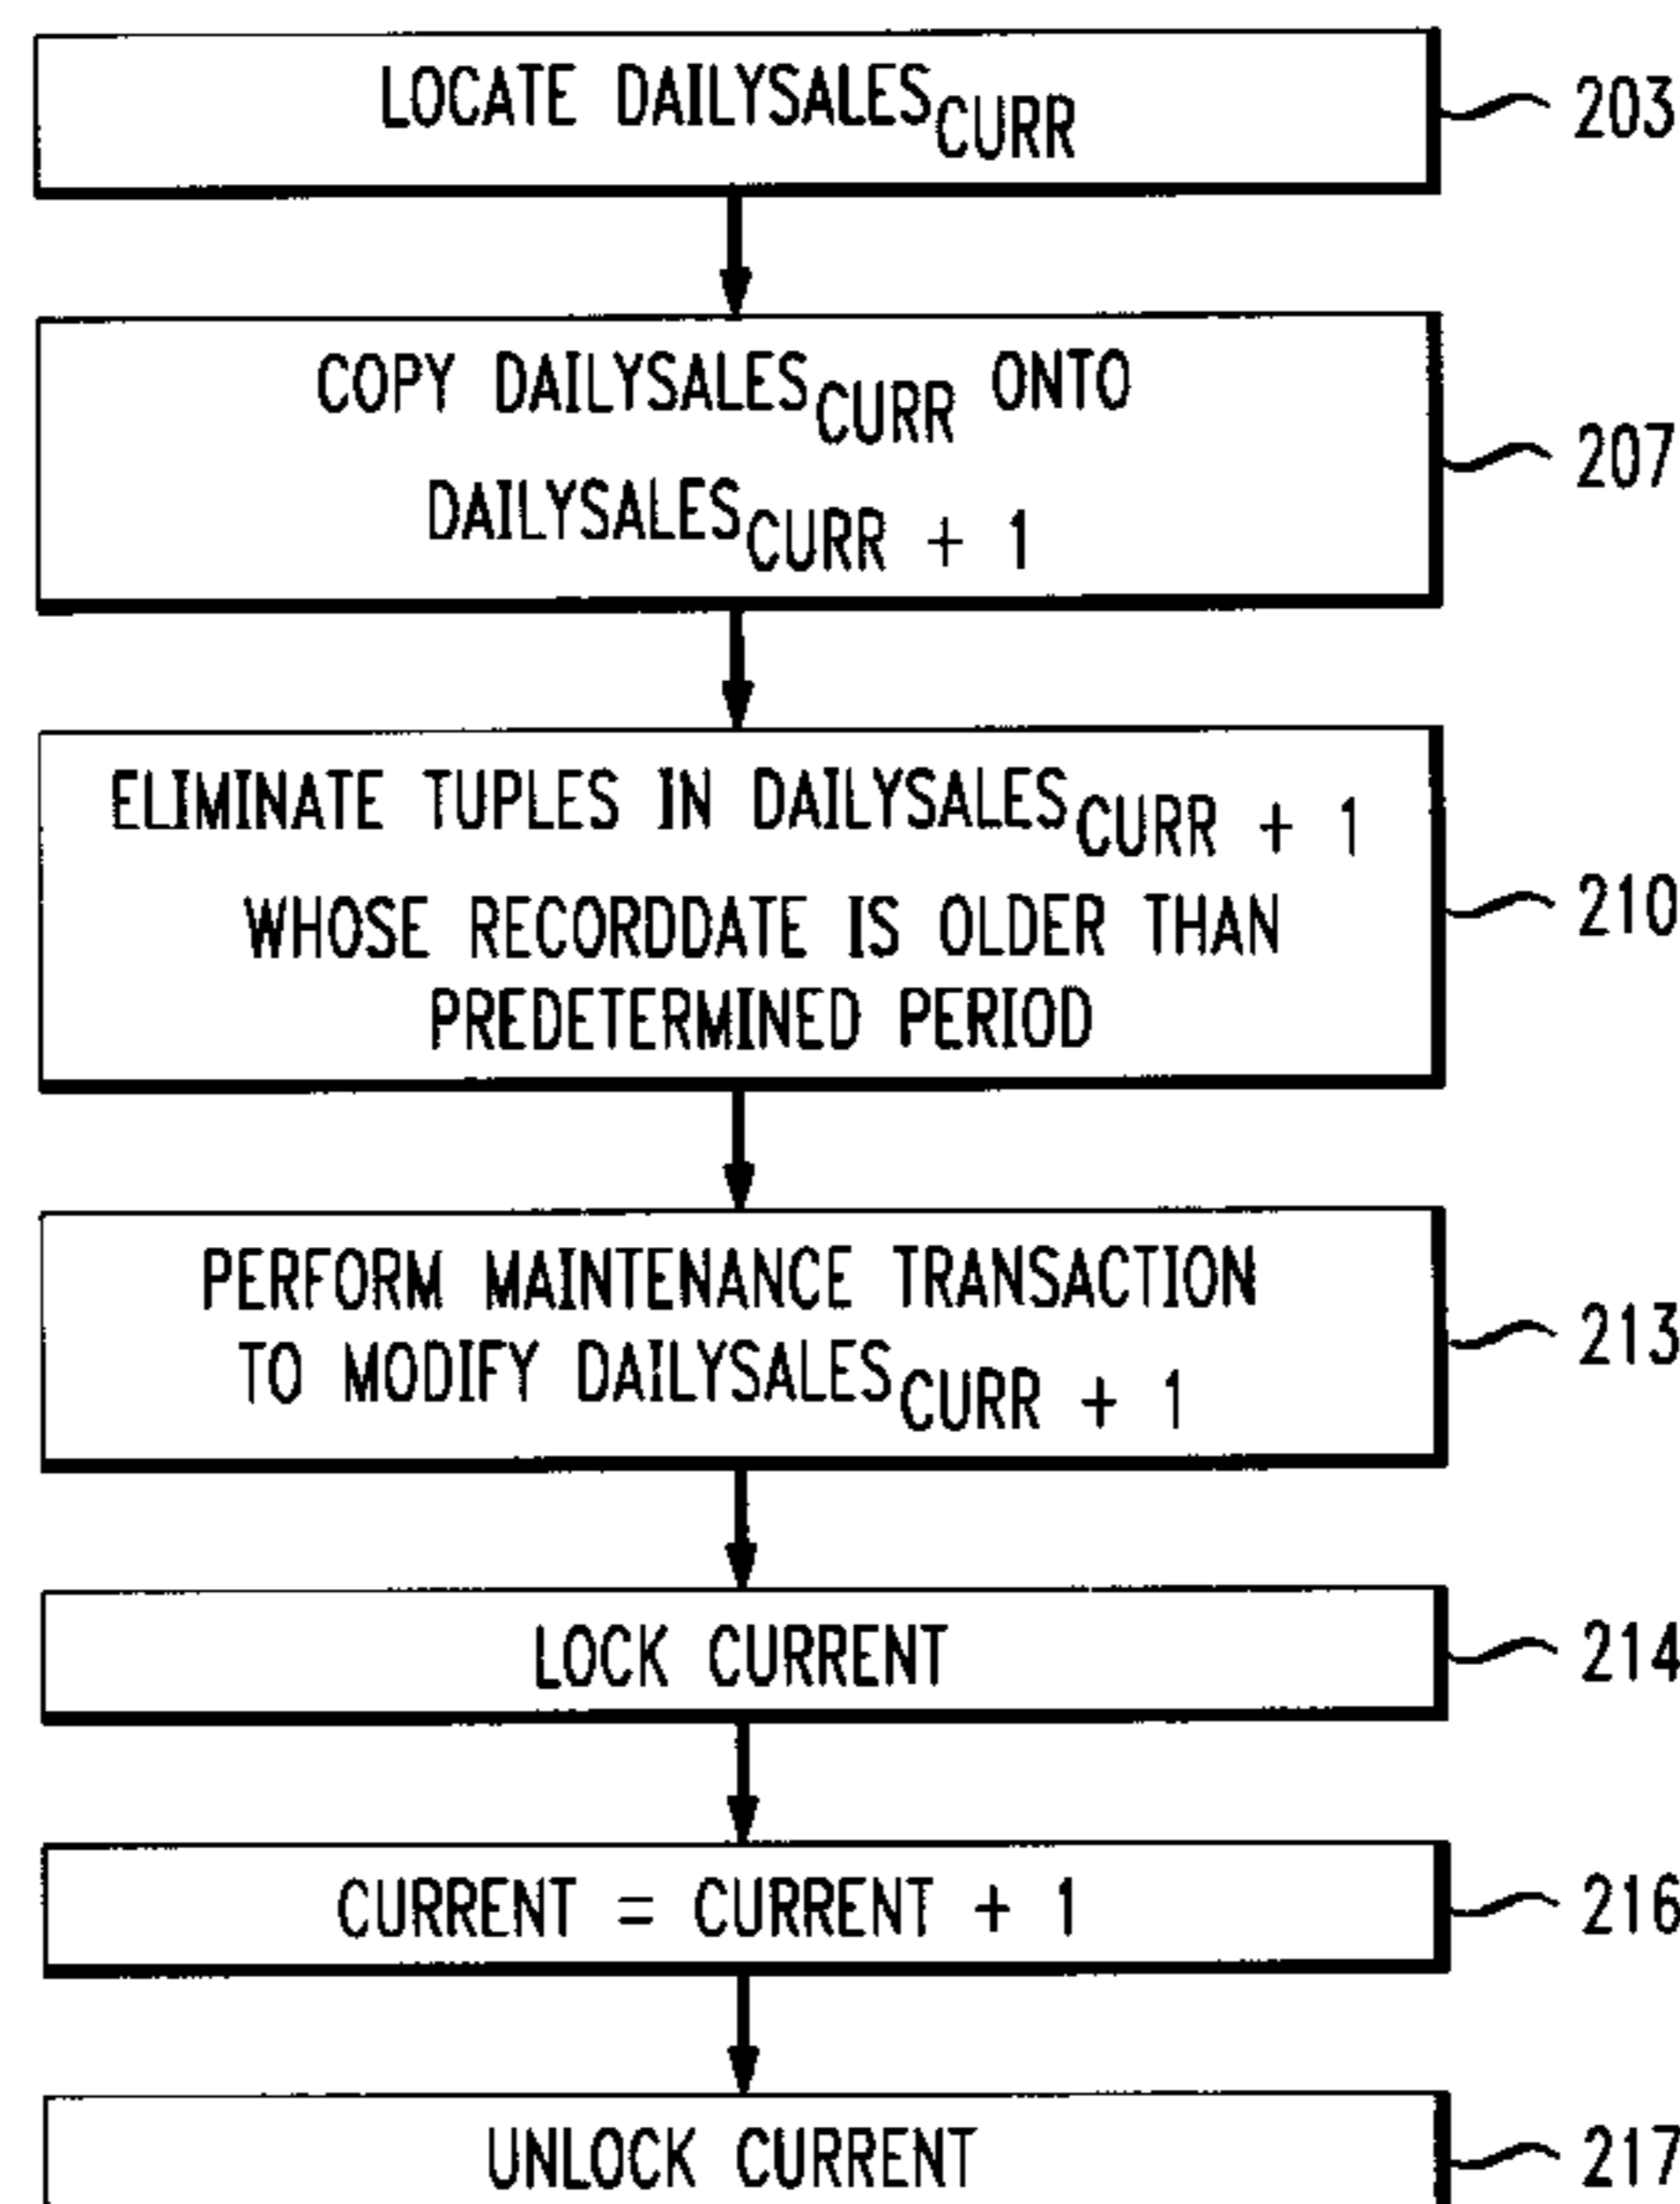 LOCATE DAILYSALESCURR
203
COPY DAILYSALESCURR ONTO
DAILYSALESCURR + 1
207
ELIMINATE TUPLES IN DAILYSALESCURR + 1
WHOSE RECORDDATE IS OLDER THAN
PREDETERMINED PERIOD
210
PERFORM MAINTENANCE TRANSACTION
TO MODIFY DAILYSALESCURR + 1
213
LOCK CURRENT
214
CURRENT = CURRENT + 1
216
UNLOCK CURRENT
217